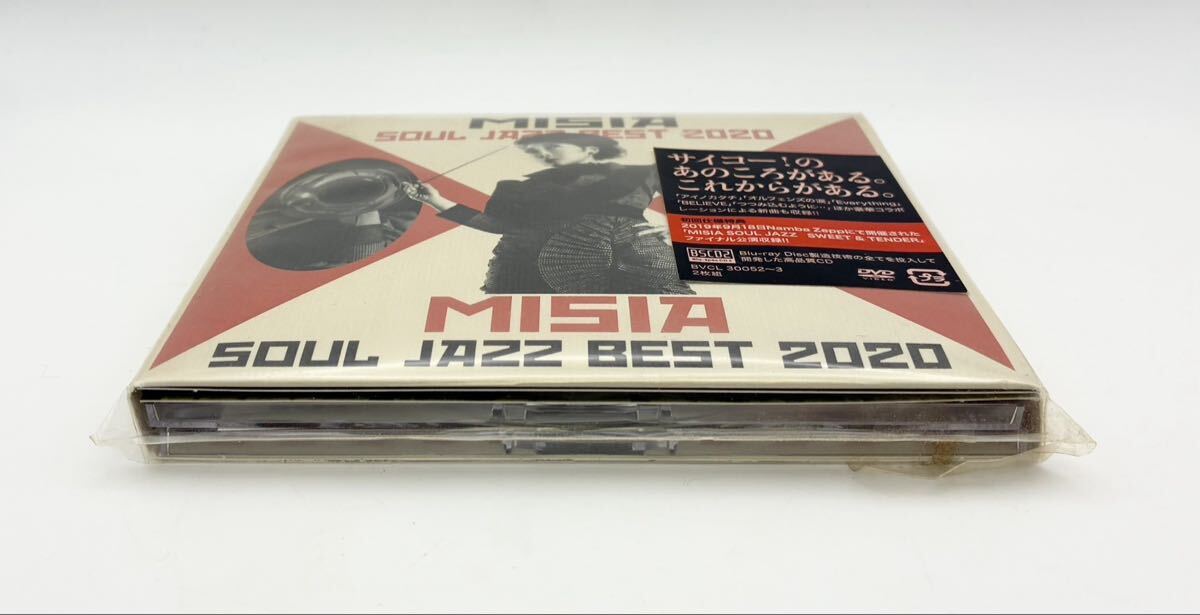 MISIA
SOUL JAZZ BEST 2020
サイコー！の
あのころがある。
これからがある。
「アイノカタチ」「オルフェンズの涙」「Everything」
「BELIEVE」「つつみ込むように…」ほか豪華コラボ
レーションによる新曲も収録!!
初回仕様特典
2019年9月18日Namba Zeppにて開催された
「MISIA SOUL JAZZ SWEET & TENDER」
ファイナル公演収録!!
BSCD2
Blu-ray Disc製造技術の全てを投入して
開発した高品質CD
BVCL 30052〜3
2枚組
DVD
VIDEO
プラ
MISIA
SOUL JAZZ BEST 2020